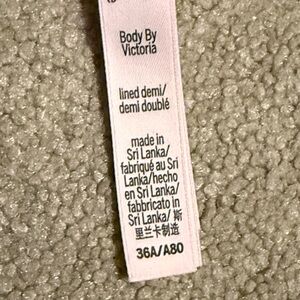 Body By
Victoria
lined demi/
demi doublé
made in
Sri Lanka/
fabriqué au Sri
Lanka/hecho
en Sri Lanka/
fabbricato in
Sri Lanka/ 斯
里兰卡制造
36A/A80